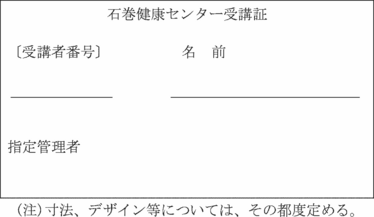 石巻健康センター受講証
〔受講者番号〕 名 前
指定管理者
(注)寸法、デザイン等については、その都度定める。